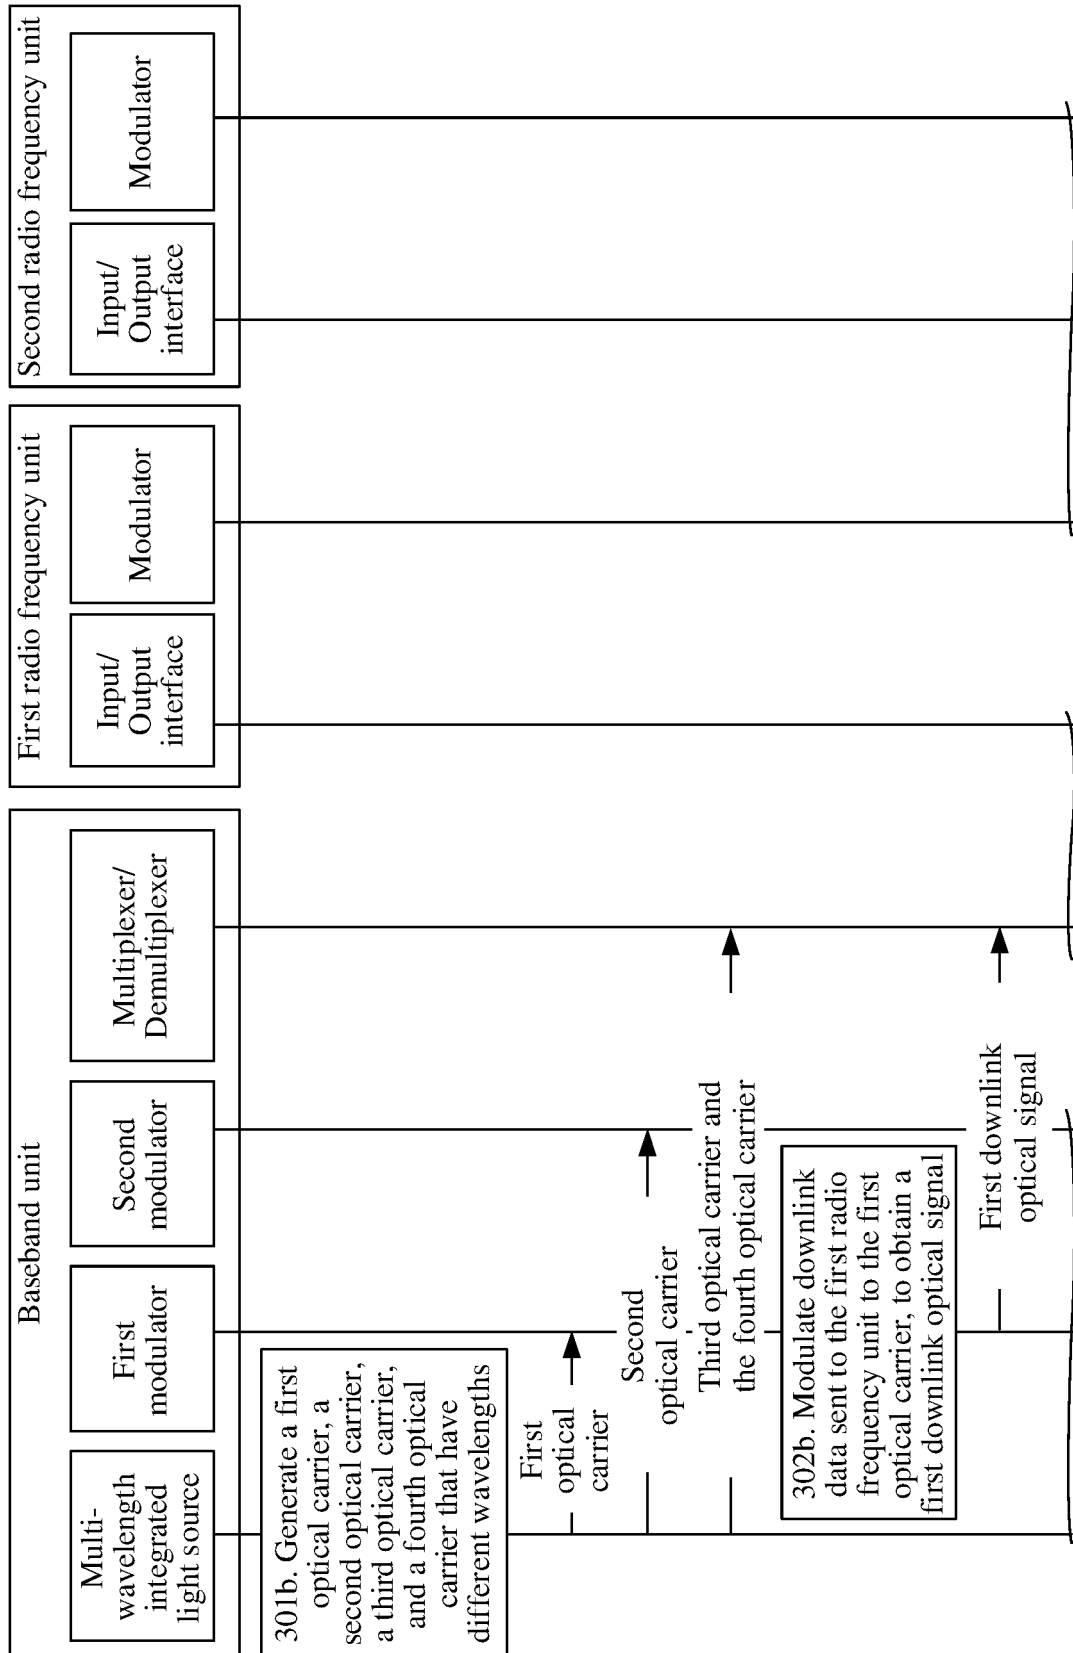 Baseband unit
Multi-
wavelength
integrated
light source
First
modulator
Second
modulator
Multiplexer/
Demultiplexer
First radio frequency unit
Input/
Output
interface
Modulator
Second radio frequency unit
Input/
Output
interface
Modulator
301b. Generate a first
optical carrier, a
second optical carrier,
a third optical carrier,
and a fourth optical
carrier that have
different wavelengths
First
optical
carrier
Second
optical carrier
Third optical carrier and
the fourth optical carrier
302b. Modulate downlink
data sent to the first radio
frequency unit to the first
optical carrier, to obtain a
first downlink optical signal
First downlink
optical signal